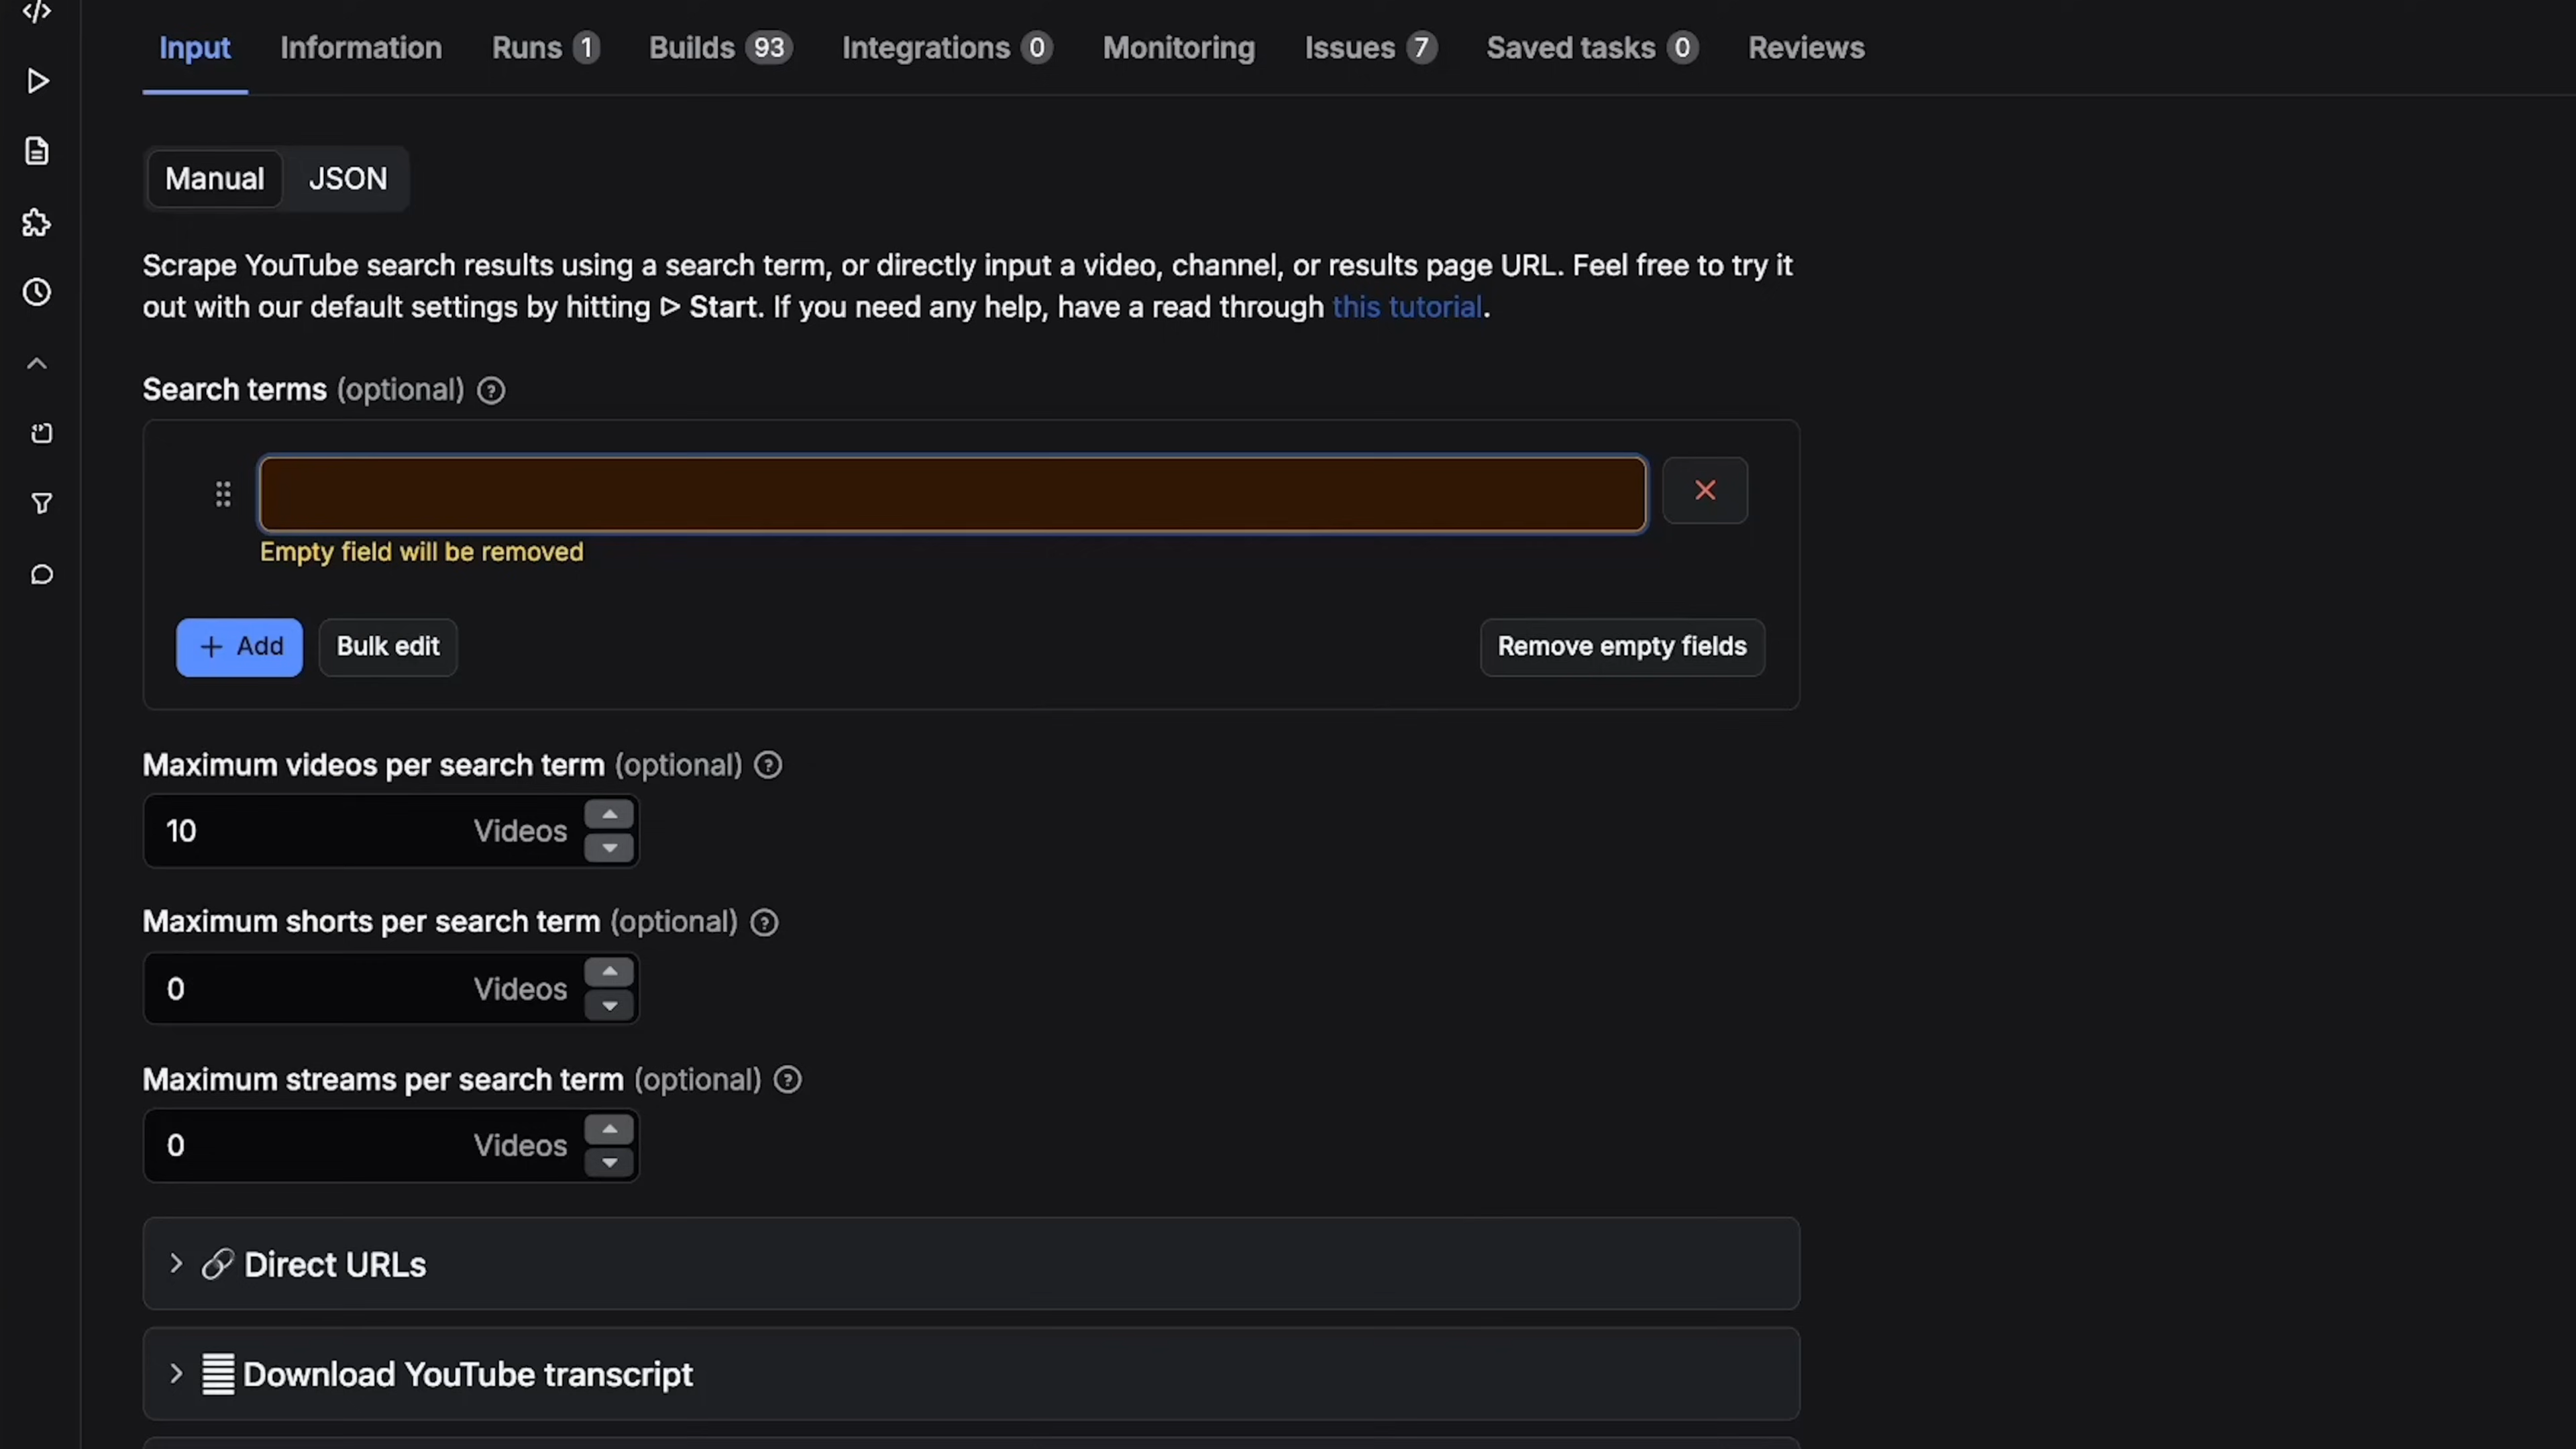 Input Information Runs 1 Builds 93 Integrations 0 Monitoring Issues 7 Saved tasks 0 Reviews
Manual JSON
Scrape YouTube search results using a search term, or directly input a video, channel, or results page URL. Feel free to try it
out with our default settings by hitting ▷ Start. If you need any help, have a read through this tutorial.
Search terms (optional)
Empty field will be removed
+ Add Bulk edit Remove empty fields
Maximum videos per search term (optional)
10 Videos
Maximum shorts per search term (optional)
0 Videos
Maximum streams per search term (optional)
0 Videos
Direct URLs
Download YouTube transcript